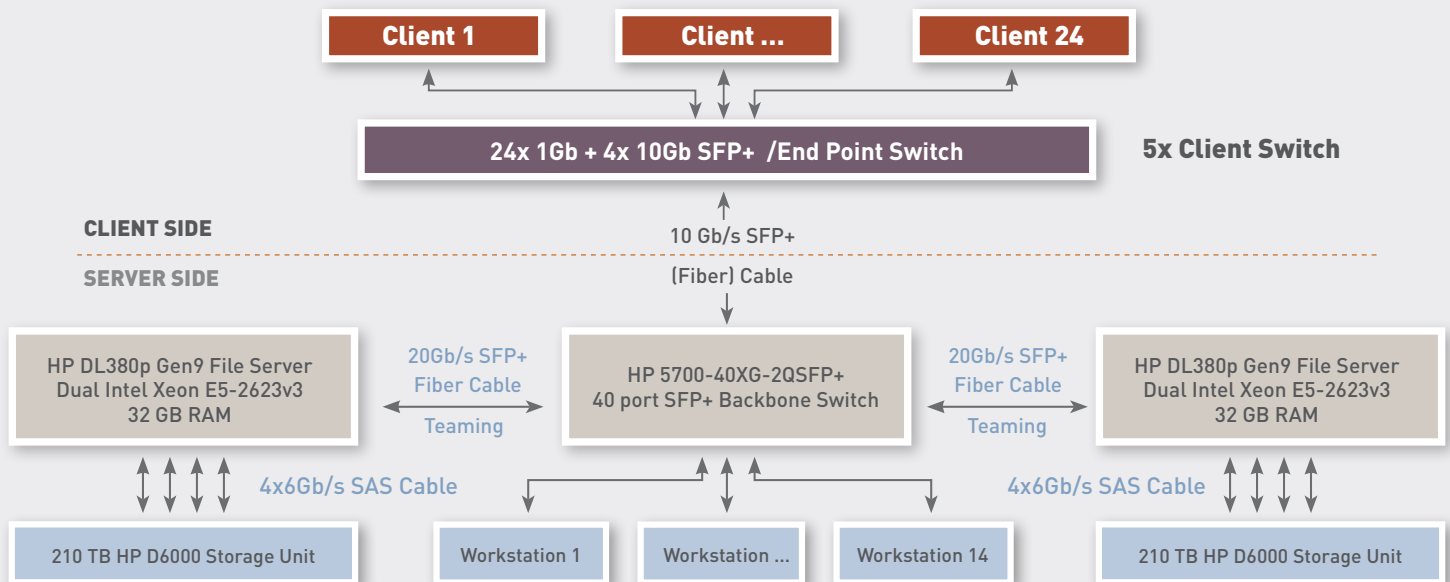 Client 1
Client ...
Client 24
24x 1Gb + 4x 10Gb SFP+ /End Point Switch
5x Client Switch
CLIENT SIDE
10 Gb/s SFP+
SERVER SIDE
(Fiber) Cable
HP DL380p Gen9 File Server
Dual Intel Xeon E5-2623v3
32 GB RAM
20Gb/s SFP+
Fiber Cable
Teaming
HP 5700-40XG-2QSFP+
40 port SFP+ Backbone Switch
20Gb/s SFP+
Fiber Cable
Teaming
HP DL380p Gen9 File Server
Dual Intel Xeon E5-2623v3
32 GB RAM
4x6Gb/s SAS Cable
4x6Gb/s SAS Cable
210 TB HP D6000 Storage Unit
Workstation 1
Workstation ...
Workstation 14
210 TB HP D6000 Storage Unit